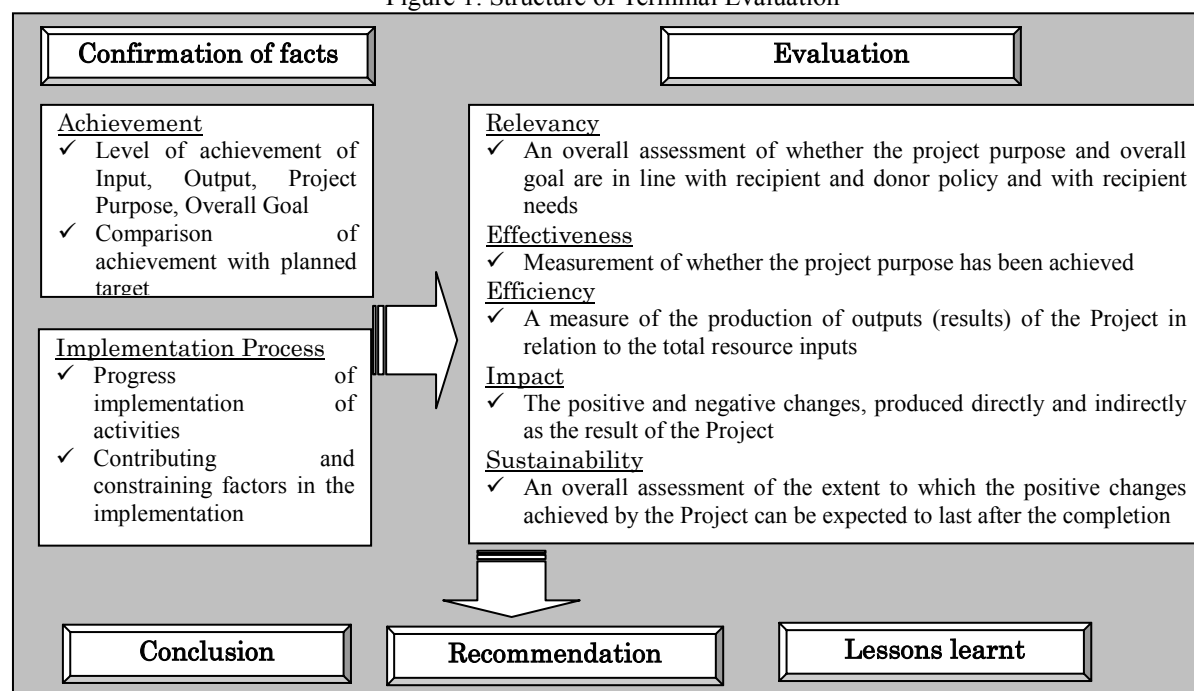 Figure 1: Structure of Terminal Evaluation
Confirmation of facts
Evaluation
Achievement
✓ Level of achievement of
Input, Output, Project
Purpose, Overall Goal
✓ Comparison of
achievement with planned
target
Implementation Process
✓ Progress of
implementation of
activities
✓ Contributing and
constraining factors in the
implementation
Relevancy
✓ An overall assessment of whether the project purpose and overall
goal are in line with recipient and donor policy and with recipient
needs
Effectiveness
✓ Measurement of whether the project purpose has been achieved
Efficiency
✓ A measure of the production of outputs (results) of the Project in
relation to the total resource inputs
Impact
✓ The positive and negative changes, produced directly and indirectly
as the result of the Project
Sustainability
✓ An overall assessment of the extent to which the positive changes
achieved by the Project can be expected to last after the completion
Conclusion
Recommendation
Lessons learnt